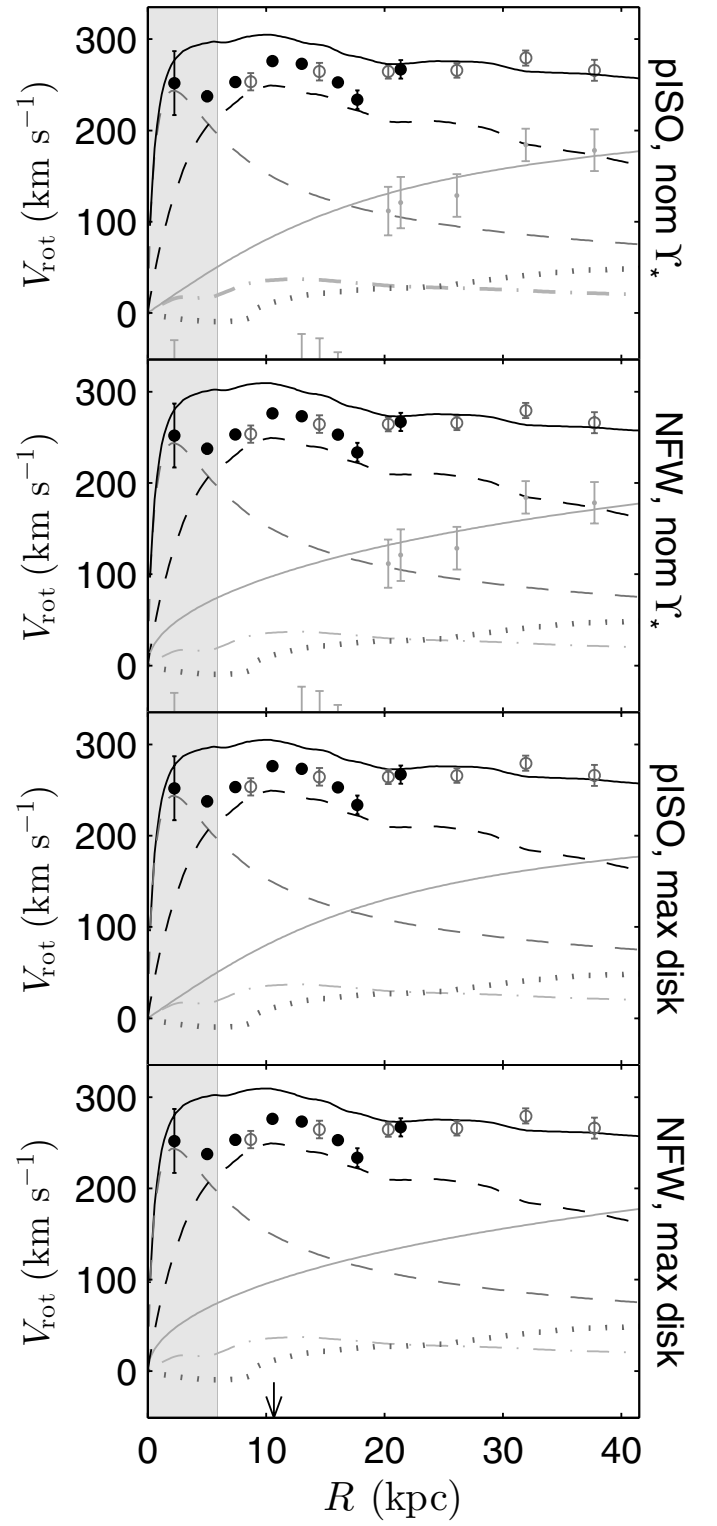 300
200
100
0
V_rot (km s⁻¹)
pISO, nom ϒ*
300
200
100
0
V_rot (km s⁻¹)
NFW, nom ϒ*
300
200
100
0
V_rot (km s⁻¹)
pISO, max disk
300
200
100
0
V_rot (km s⁻¹)
NFW, max disk
0 10 20 30 40
R (kpc)